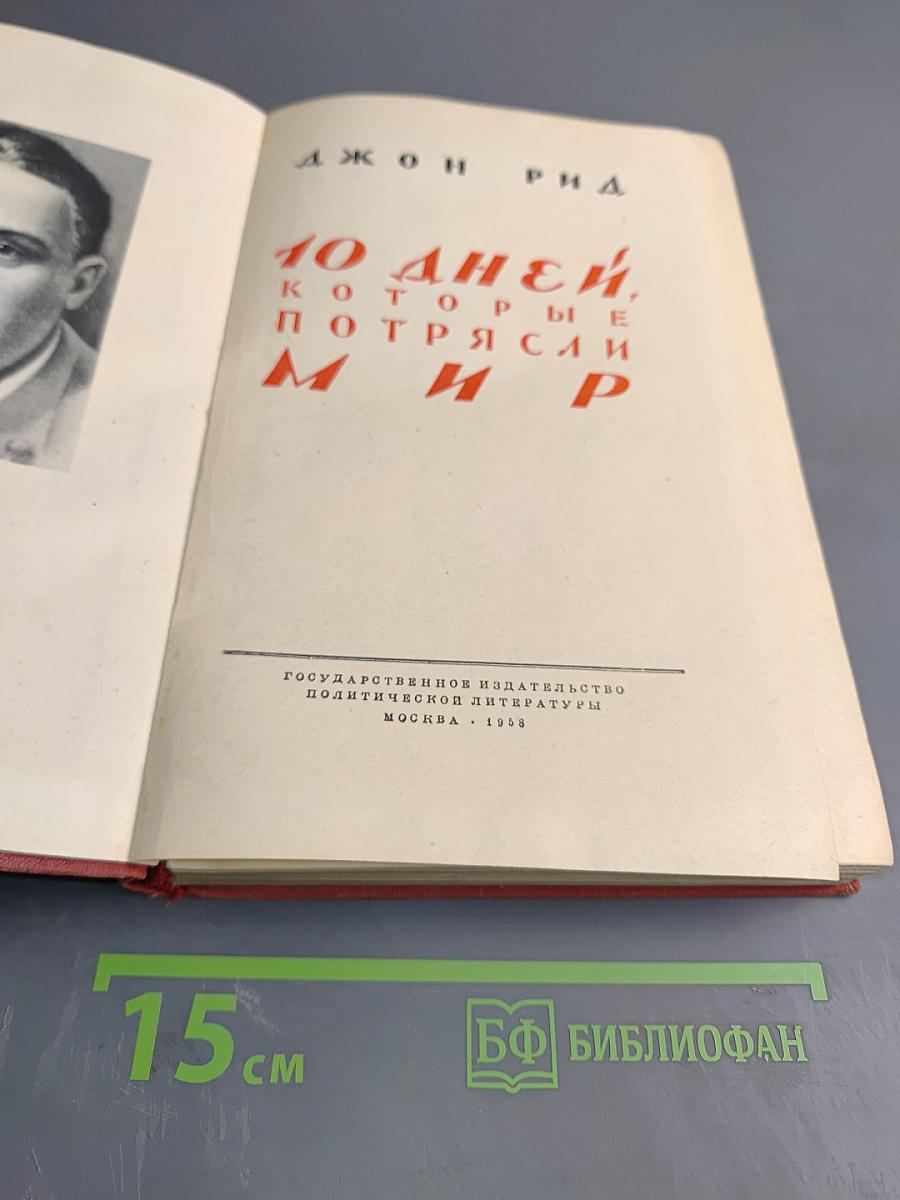 ДЖОН РИД
10 ДНЕЙ,
КОТОРЫЕ
ПОТРЯСЛИ
МИР
ГОСУДАРСТВЕННОЕ ИЗДАТЕЛЬСТВО
ПОЛИТИЧЕСКОЙ ЛИТЕРАТУРЫ
МОСКВА · 1958
15 см
БФ БИБЛИОФАН